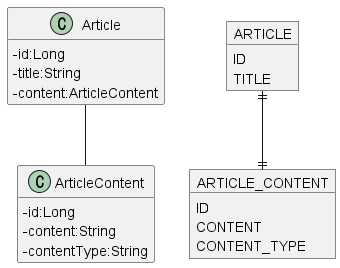 C Article
-id:Long
-title:String
-content:ArticleContent
C ArticleContent
-id:Long
-content:String
-contentType:String
ARTICLE
ID
TITLE
ARTICLE_CONTENT
ID
CONTENT
CONTENT_TYPE